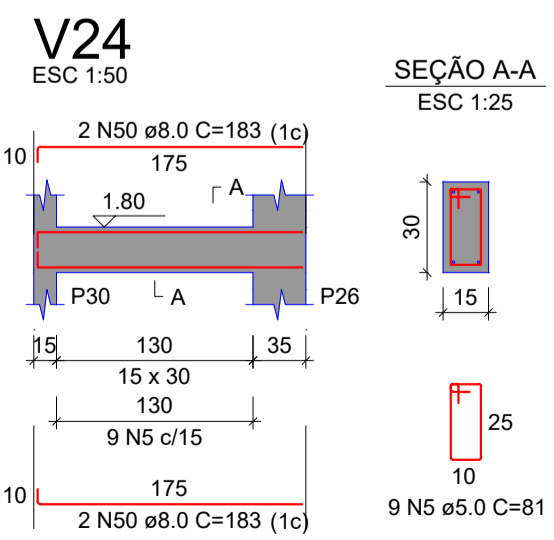 V24
ESC 1:50
SEÇÃO A-A
ESC 1:25
2 N50 ø8.0 C=183 (1c)
10
175
A
1.80
30
P30
A
P26
15
15
130
35
15 x 30
130
9 N5 c/15
25
10
175
10
9 N5 ø5.0 C=81
2 N50 ø8.0 C=183 (1c)